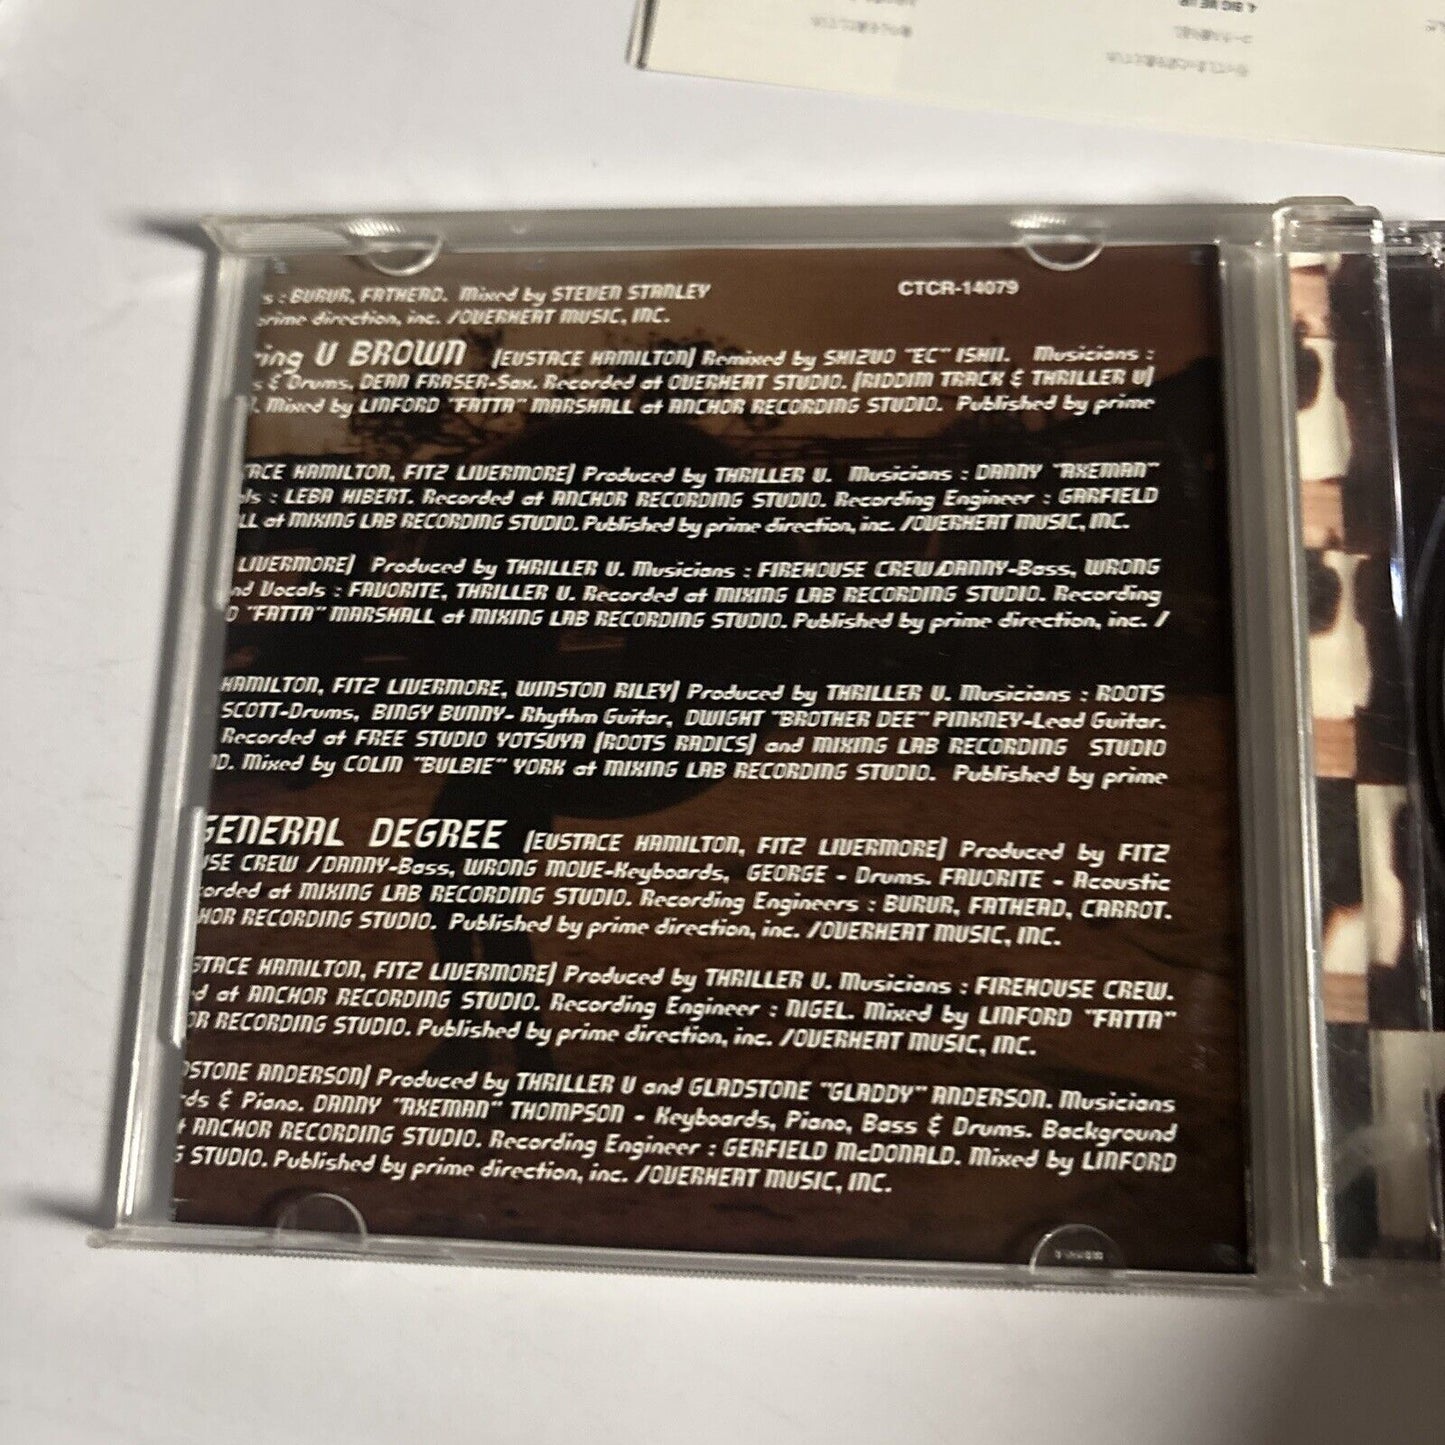 4. BIG WE UP
: BURUR, FATHEAD. Mixed by STEVEN STANLEY
CTCR-14079
prime direction, inc. /OVERHEAT MUSIC, INC.
ring U BROWN [EUSTACE HAMILTON] Remixed by SHIZUO "EC" ISHII. Musicians :
s & Drums, DEAN FRASER-Sax. Recorded at OVERHEAT STUDIO. [RIDDIM TRACK & THRILLER U]
Mixed by LINFORD "FATTA" MARSHALL at ANCHOR RECORDING STUDIO. Published by prime
TACE HAMILTON, FITZ LIVERMORE] Produced by THRILLER U. Musicians : DANNY "AXEMAN"
ls : LEBA HIBERT. Recorded at ANCHOR RECORDING STUDIO. Recording Engineer : GARFIELD
LL at MIXING LAB RECORDING STUDIO. Published by prime direction, inc. /OVERHEAT MUSIC, INC.
LIVERMORE] Produced by THRILLER U. Musicians : FIREHOUSE CREW/DANNY-Bass, WRONG
nd Vocals : FAVORITE, THRILLER U. Recorded at MIXING LAB RECORDING STUDIO. Recording
D "FATTA" MARSHALL at MIXING LAB RECORDING STUDIO. Published by prime direction, inc. /
HAMILTON, FITZ LIVERMORE, WINSTON RILEY] Produced by THRILLER U. Musicians : ROOTS
SCOTT-Drums, BINGY BUNNY- Rhythm Guitar, DWIGHT "BROTHER DEE" PINKNEY-Lead Guitar.
Recorded at FREE STUDIO YOTSUYA [ROOTS RADICS] and MIXING LAB RECORDING STUDIO
ND. Mixed by COLIN "BULBIE" YORK at MIXING LAB RECORDING STUDIO. Published by prime
GENERAL DEGREE [EUSTACE HAMILTON, FITZ LIVERMORE] Produced by FITZ
USE CREW /DANNY-Bass, WRONG MOVE-Keyboards, GEORGE - Drums. FAVORITE - Acoustic
corded at MIXING LAB RECORDING STUDIO. Recording Engineers : BURUR, FATHEAD, CARROT.
HOR RECORDING STUDIO. Published by prime direction, inc. /OVERHEAT MUSIC, INC.
STACE HAMILTON, FITZ LIVERMORE] Produced by THRILLER U. Musicians : FIREHOUSE CREW.
d at ANCHOR RECORDING STUDIO. Recording Engineer : NIGEL. Mixed by LINFORD "FATTA"
OR RECORDING STUDIO. Published by prime direction, inc. /OVERHEAT MUSIC, INC.
DSTONE ANDERSON] Produced by THRILLER U and GLADSTONE "GLADDY" ANDERSON. Musicians
rds & Piano. DANNY "AXEMAN" THOMPSON - Keyboards, Piano, Bass & Drums. Background
t ANCHOR RECORDING STUDIO. Recording Engineer : GERFIELD McDONALD. Mixed by LINFORD
G STUDIO. Published by prime direction, inc. /OVERHEAT MUSIC, INC.